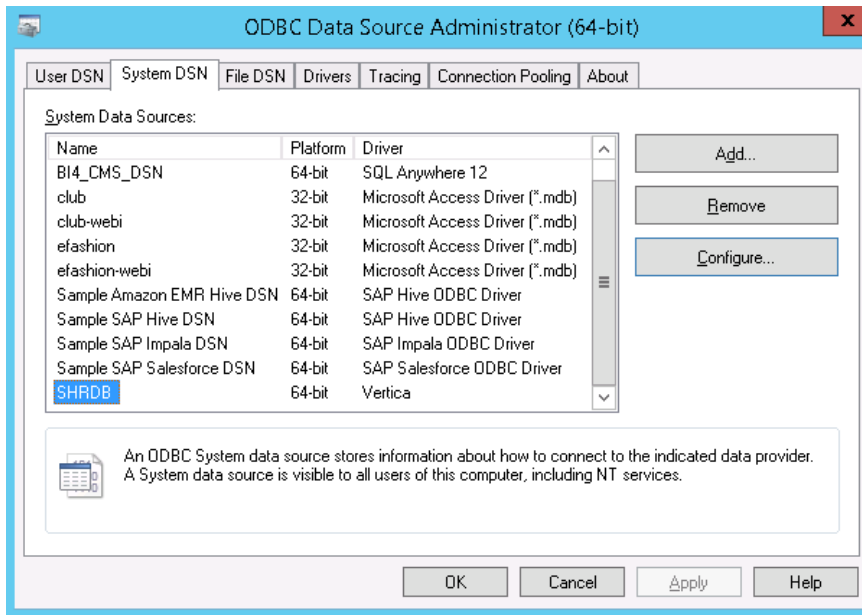 ODBC Data Source Administrator (64-bit)
x
User DSN System DSN File DSN Drivers Tracing Connection Pooling About
System Data Sources:
Name Platform Driver
BI4_CMS_DSN 64-bit SQL Anywhere 12
club 32-bit Microsoft Access Driver (*.mdb)
club-webi 32-bit Microsoft Access Driver (*.mdb)
efashion 32-bit Microsoft Access Driver (*.mdb)
efashion-webi 32-bit Microsoft Access Driver (*.mdb)
Sample Amazon EMR Hive DSN 64-bit SAP Hive ODBC Driver
Sample SAP Hive DSN 64-bit SAP Hive ODBC Driver
Sample SAP Impala DSN 64-bit SAP Impala ODBC Driver
Sample SAP Salesforce DSN 64-bit SAP Salesforce ODBC Driver
SHRDB 64-bit Vertica
Add...
Remove
Configure...
An ODBC System data source stores information about how to connect to the indicated data provider.
A System data source is visible to all users of this computer, including NT services.
OK Cancel Apply Help